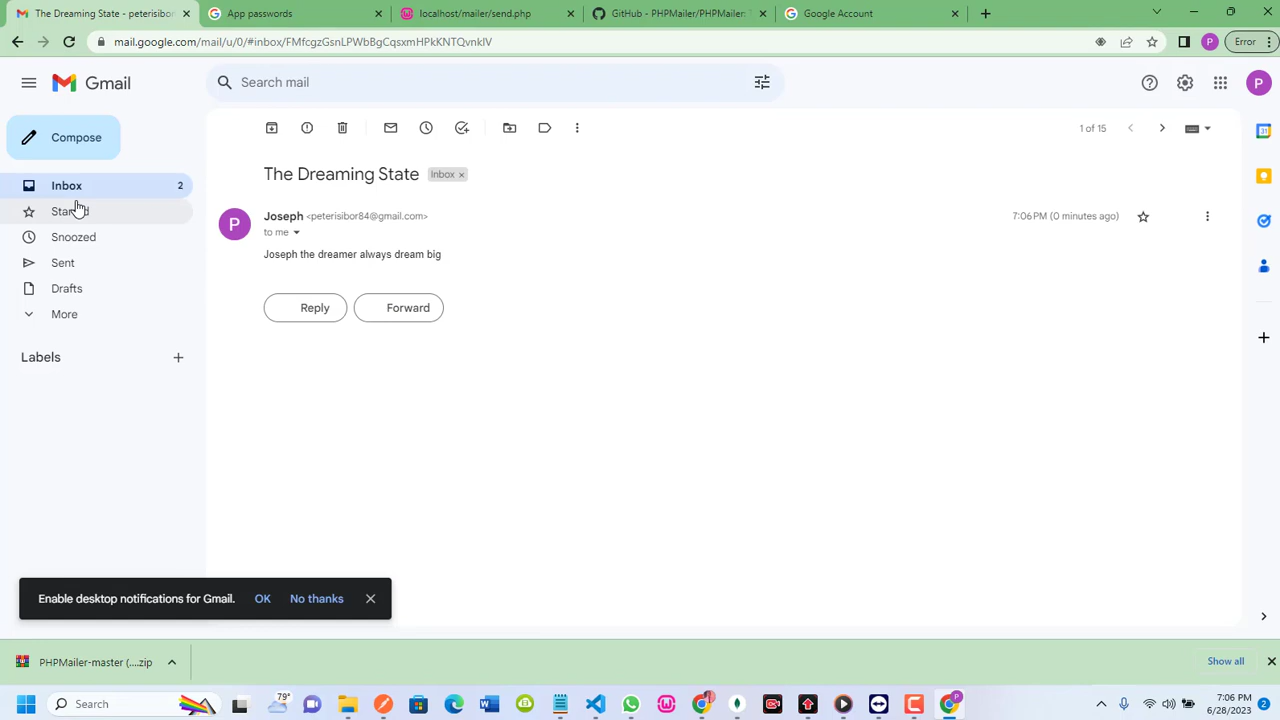 The Dreaming State - peterisibor
App passwords
localhost/mailer/send.php
GitHub - PHPMailer/PHPMailer:
Google Account
mail.google.com/mail/u/0/#inbox/FMfcgzGsnLPWbBgCqsxmHPkKNTQvnkIV
P
Error
Gmail
Search mail
P
Compose
1 of 15
Inbox
2
The Dreaming State
Inbox ×
Snoozed
P
Joseph <peterisibor84@gmail.com>
7:06 PM (0 minutes ago)
to me
Joseph the dreamer always dream big
Sent
Drafts
Reply
Forward
More
Labels
Enable desktop notifications for Gmail.
OK
No thanks
PHPMailer-master (....zip
Show all
Search
79°
7:06 PM
6/28/2023